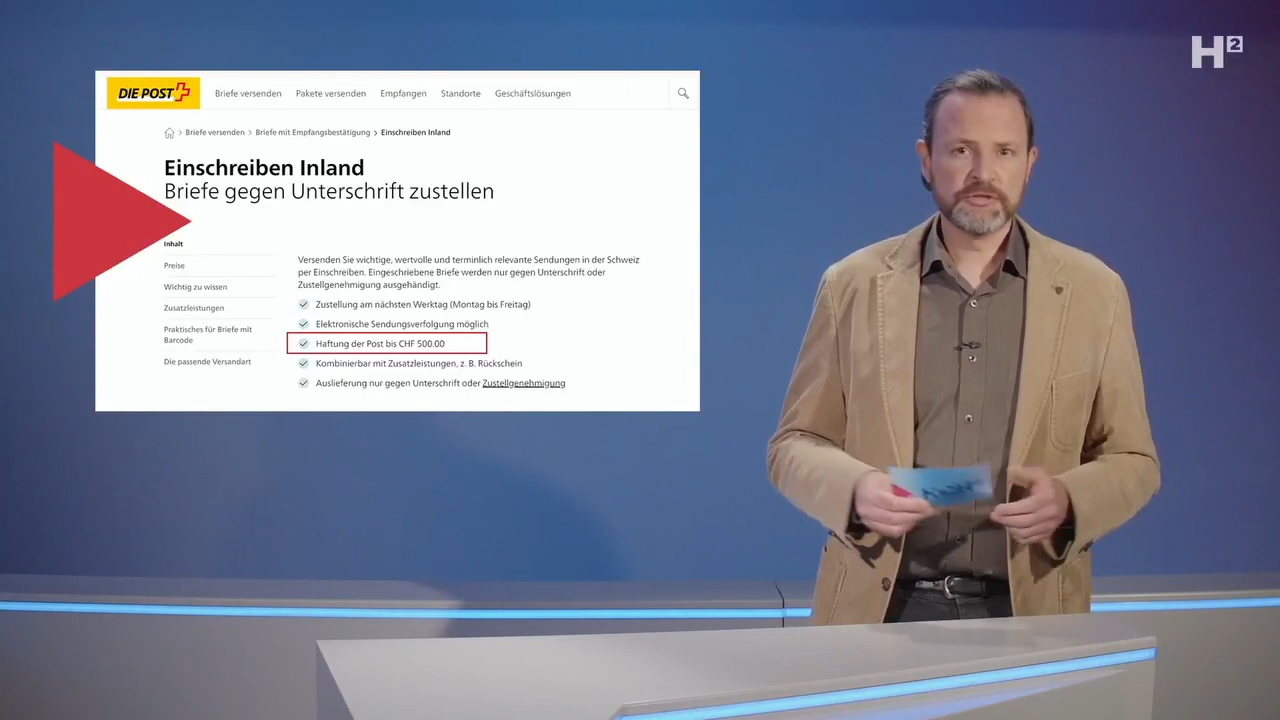 H2
DIE POST
Briefe versenden Pakete versenden Empfangen Standorte Geschäftslösungen
> Briefe versenden > Briefe mit Empfangsbestätigung > Einschreiben Inland
Einschreiben Inland
Briefe gegen Unterschrift zustellen
Inhalt
Preise
Wichtig zu wissen
Zusatzleistungen
Praktisches für Briefe mit
Barcode
Die passende Versandart
Versenden Sie wichtige, wertvolle und terminlich relevante Sendungen in der Schweiz
per Einschreiben. Eingeschriebene Briefe werden nur gegen Unterschrift oder
Zustellgenehmigung ausgehändigt.
Zustellung am nächsten Werktag (Montag bis Freitag)
Elektronische Sendungsverfolgung möglich
Haftung der Post bis CHF 500.00
Kombinierbar mit Zusatzleistungen, z. B. Rückschein
Auslieferung nur gegen Unterschrift oder Zustellgenehmigung